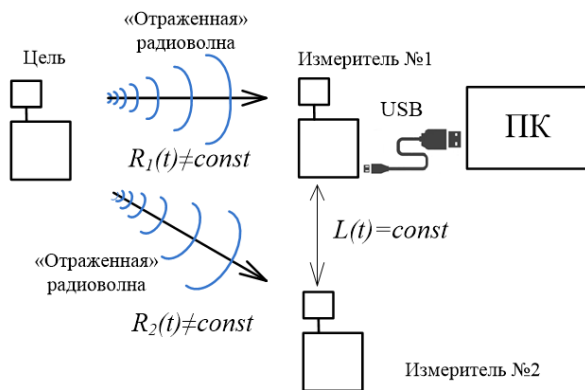 «Отраженная»
радиоволна
Цель
Измеритель №1
USB
ПК
R₁(t)≠const
L(t)=const
«Отраженная»
радиоволна
R₂(t)≠const
Измеритель №2